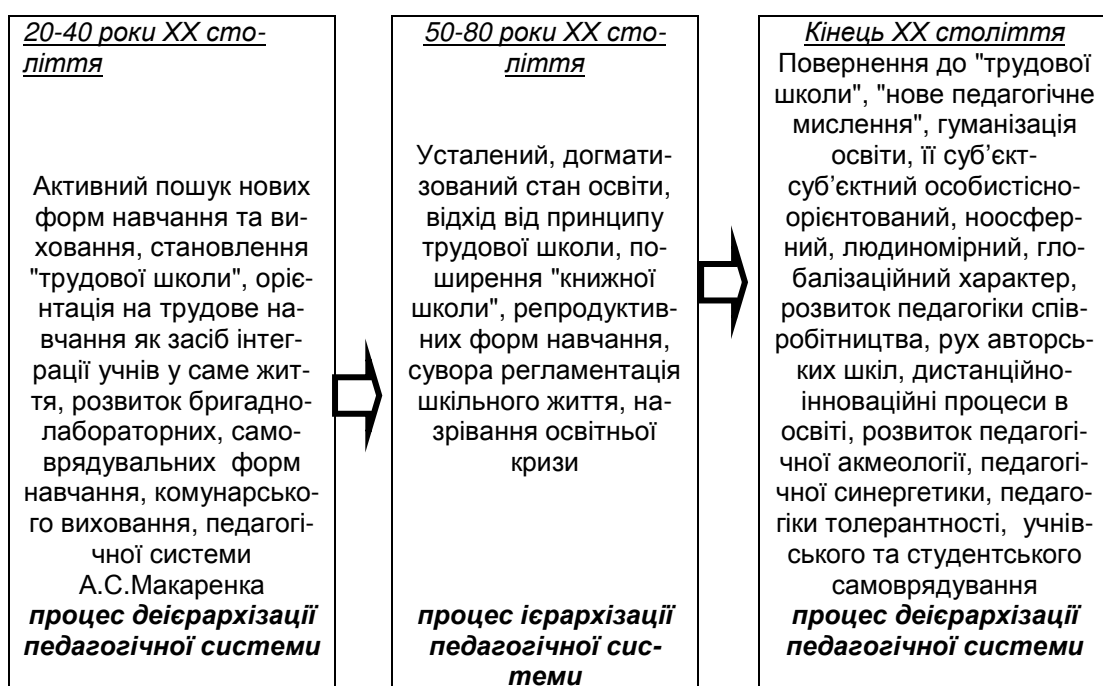 20-40 роки XX сто-
ліття
Активний пошук нових
форм навчання та ви-
ховання, становлення
"трудової школи", оріє-
нтація на трудове на-
вчання як засіб інтег-
рації учнів у саме жит-
тя, розвиток бригадно-
лабораторних, само-
врядувальних форм
навчання, комунарсько-
го виховання, педагогі-
чної системи
А.С.Макаренка
процес деієрархізації
педагогічної системи
50-80 роки XX сто-
ліття
Усталений, догмати-
зований стан освіти,
відхід від принципу
трудової школи, по-
ширення "книжної
школи", репродуктив-
них форм навчання,
сувора регламентація
шкільного життя, на-
зрівання освітньої
кризи
процес ієрархізації
педагогічної сис-
теми
Кінець XX століття
Повернення до "трудової
школи", "нове педагогічне
мислення", гуманізація
освіти, її суб’єкт-
суб’єктний особистісно-
орієнтований, ноосфер-
ний, людиномірний, гло-
балізаційний характер,
розвиток педагогіки спів-
робітництва, рух авторсь-
ких шкіл, дистанційно-
інноваційні процеси в
освіті, розвиток педагогі-
чної акмеології, педагогі-
чної синергетики, педаго-
гіки толерантності, учнів-
ського та студентського
самоврядування
процес деієрархізації
педагогічної системи